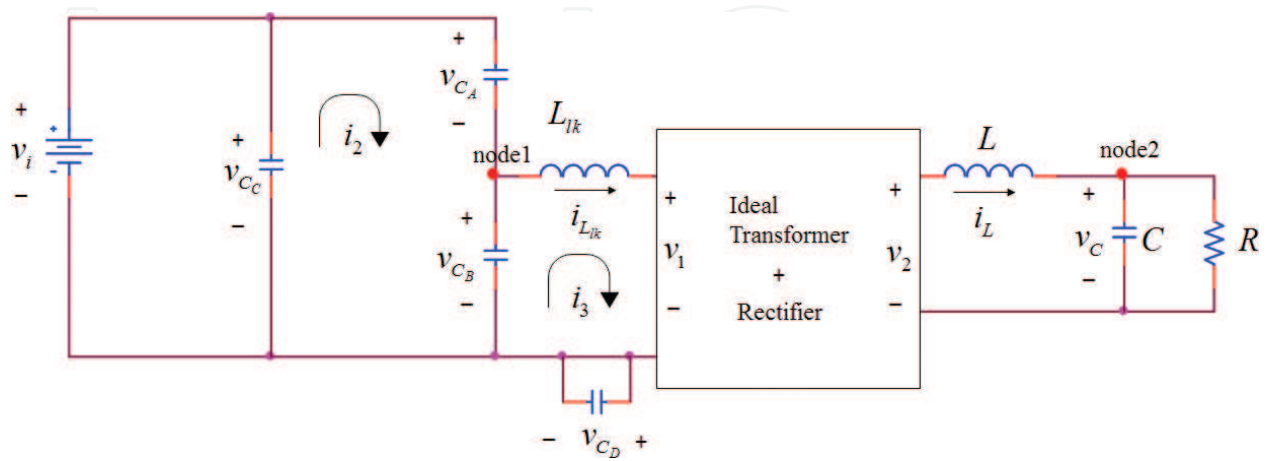 +
v_i
−
+
-
+
v_{C_C}
−
i_2
+
v_{C_A}
−
node1
L_{lk}
i_{L_{lk}}
+
v_{C_B}
−
i_3
− v_{C_D} +
+
v_1
−
Ideal
Transformer
+
Rectifier
+
v_2
−
L
i_L
node2
+
v_C
−
C
R